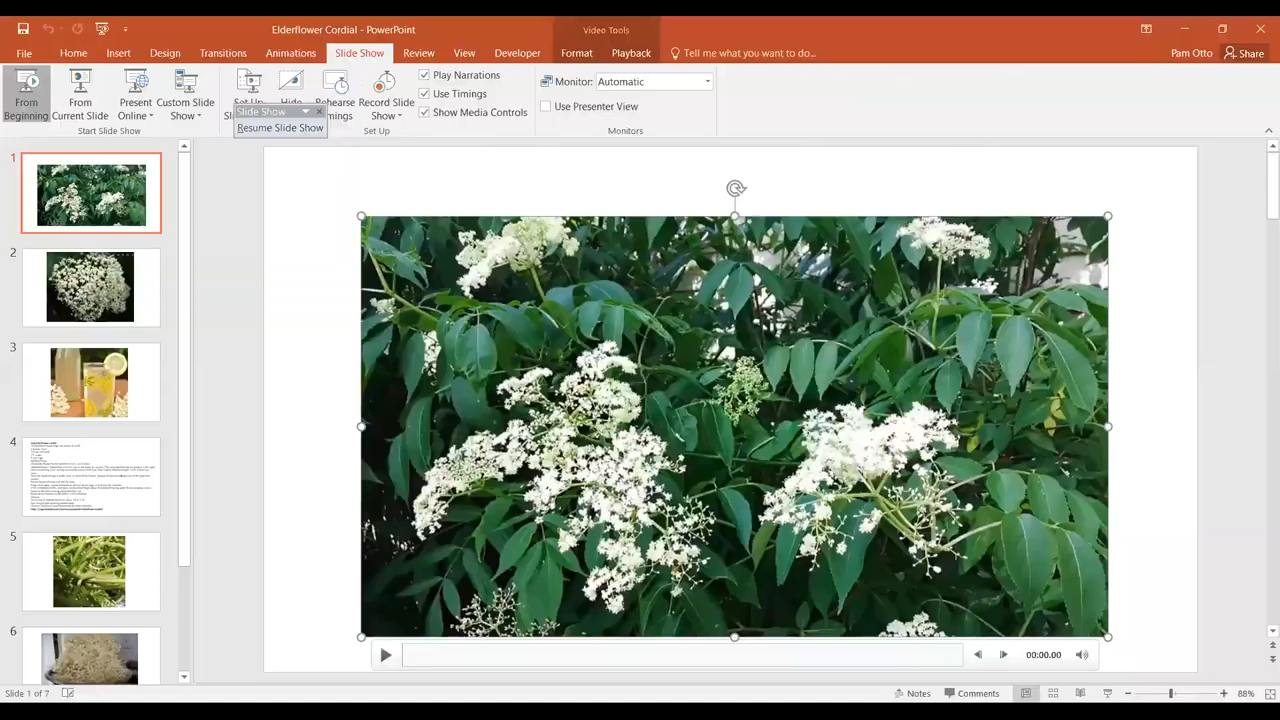 Elderflower Cordial - PowerPoint
Video Tools
File
Home
Insert
Design
Transitions
Animations
Slide Show
Review
View
Developer
Format
Playback
Tell me what you want to do...
Pam Otto
Share
From Beginning
From Current Slide
Present Online
Custom Slide Show
Start Slide Show
Set Up
Hide
Rehearse
Record Slide Show
Slide Show
Resume Slide Show
Set Up
Play Narrations
Use Timings
Show Media Controls
Monitor:
Automatic
Use Presenter View
Monitors
1
2
3
4
5
6
00:00.00
Slide 1 of 7
Notes
Comments
88%